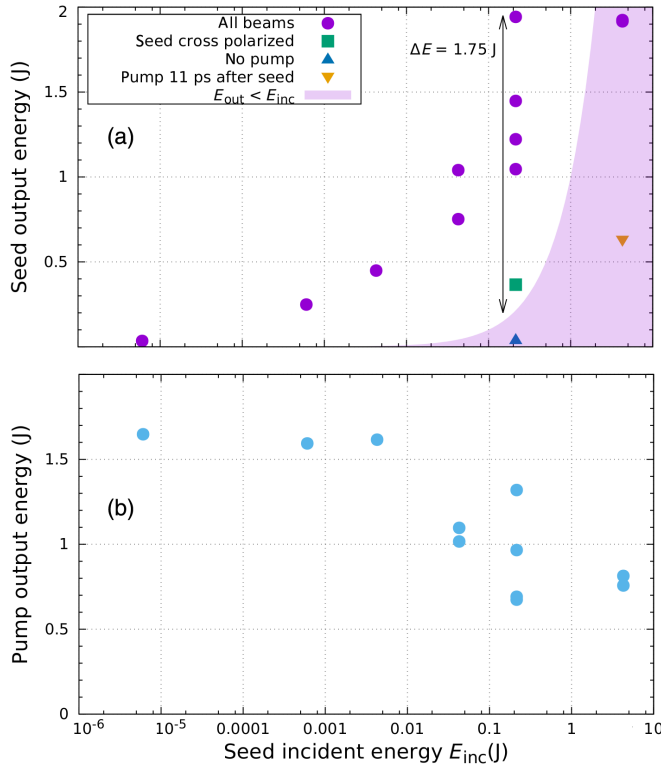 2
1.5
1
0.5
Seed output energy (J)
All beams
Seed cross polarized
No pump
Pump 11 ps after seed
E_out < E_inc
(a)
ΔE = 1.75 J
2
1.5
1
0.5
0
Pump output energy (J)
(b)
10⁻⁶ 10⁻⁵ 0.0001 0.001 0.01 0.1 1 10
Seed incident energy E_inc(J)